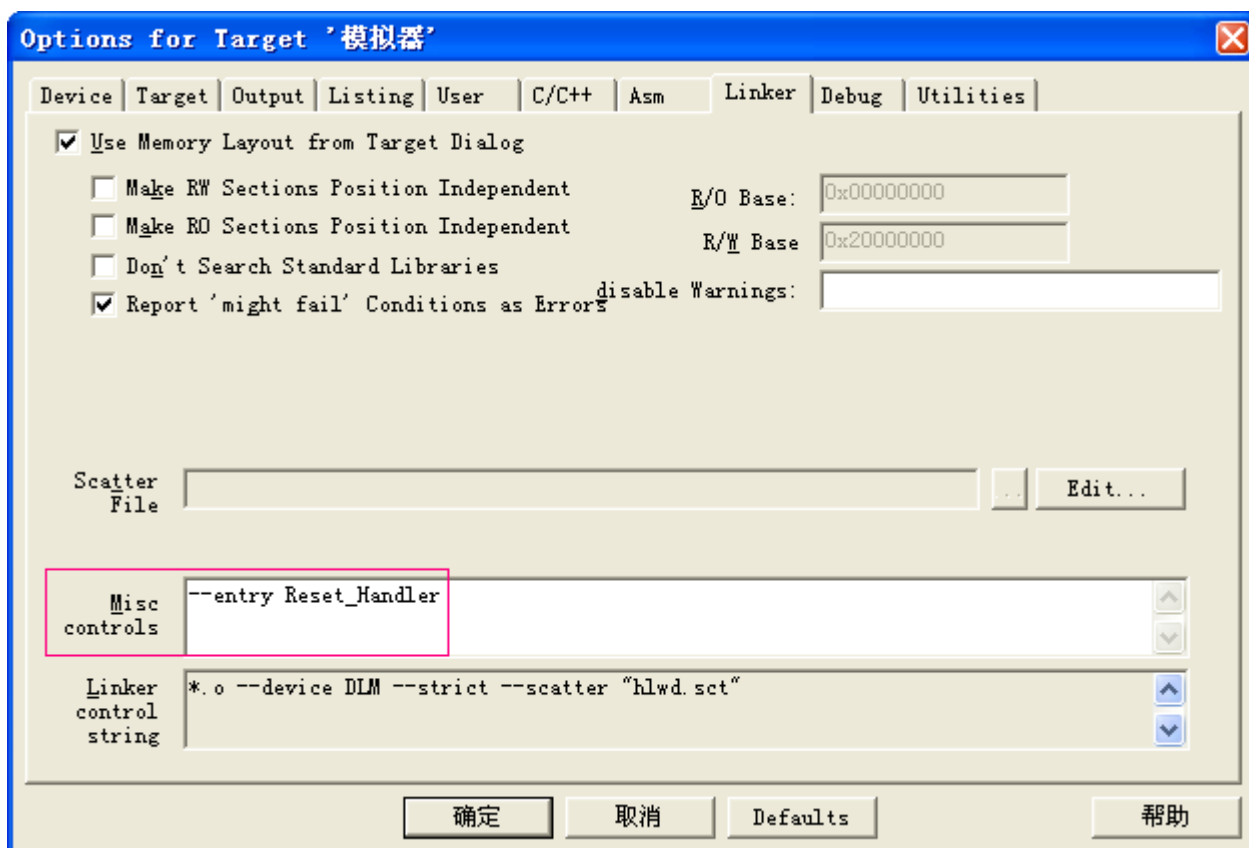 Options for Target '模拟器'
Device Target Output Listing User C/C++ Asm Linker Debug Utilities
Use Memory Layout from Target Dialog
Make RW Sections Position Independent
R/O Base: 0x00000000
Make RO Sections Position Independent
R/W Base 0x20000000
Don't Search Standard Libraries
disable Warnings:
Report 'might fail' Conditions as Errors
Scatter
File
...
Edit...
Misc
controls
--entry Reset_Handler
Linker
control
string
*.o --device DLM --strict --scatter "hlwd.sct"
确定 取消 Defaults 帮助